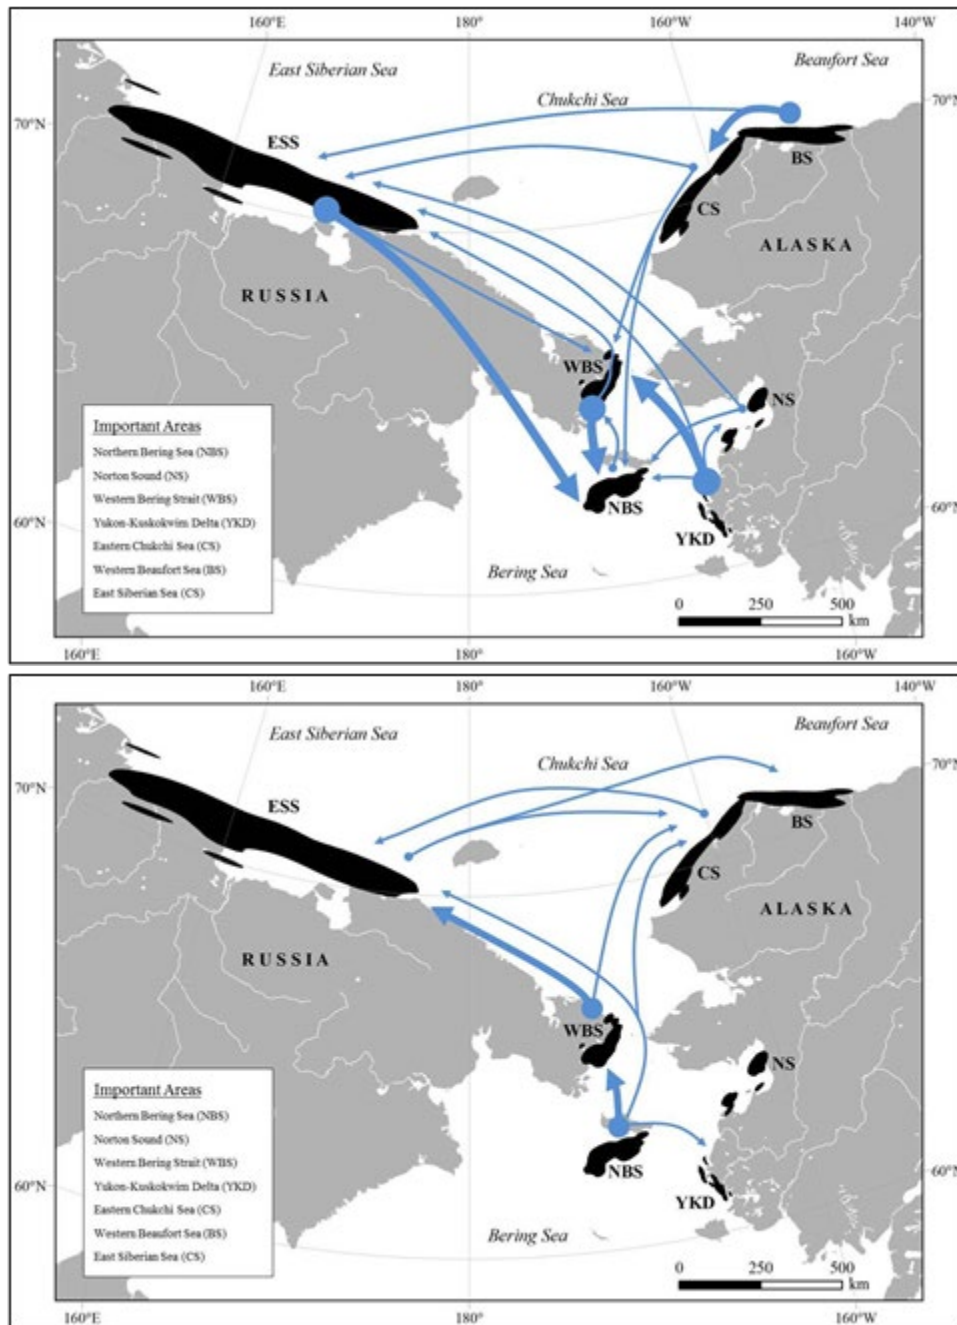 160°E 180° 160°W 140°W
East Siberian Sea
Beaufort Sea
Chukchi Sea
70°N
70°N
ESS
BS
CS
ALASKA
RUSSIA
WBS
NS
Important Areas
Northern Bering Sea (NBS)
Norton Sound (NS)
Western Bering Strait (WBS)
Yukon-Kuskokwim Delta (YKD)
Eastern Chukchi Sea (CS)
Western Beaufort Sea (BS)
East Siberian Sea (CS)
NBS
60°N
60°N
YKD
Bering Sea
0 250 500
km
160°E 180° 160°W
160°E 180° 160°W 140°W
East Siberian Sea
Beaufort Sea
Chukchi Sea
70°N
70°N
ESS
BS
CS
ALASKA
RUSSIA
WBS
NS
Important Areas
Northern Bering Sea (NBS)
Norton Sound (NS)
Western Bering Strait (WBS)
Yukon-Kuskokwim Delta (YKD)
Eastern Chukchi Sea (CS)
Western Beaufort Sea (BS)
East Siberian Sea (CS)
NBS
60°N
60°N
YKD
Bering Sea
0 250 500
km
160°E 180° 160°W